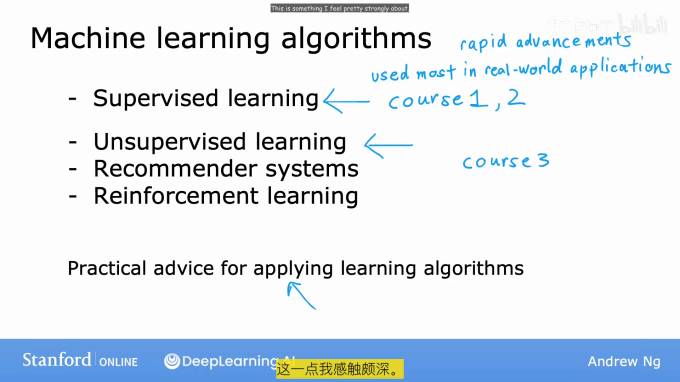 This is something I feel pretty strongly about
Machine learning algorithms
rapid advancements
used most in real-world applications
- Supervised learning
course 1, 2
- Unsupervised learning
- Recommender systems
course 3
- Reinforcement learning
Practical advice for applying learning algorithms
Stanford ONLINE
DeepLearning.AI
Andrew Ng
这一点我感触颇深。
bilibili